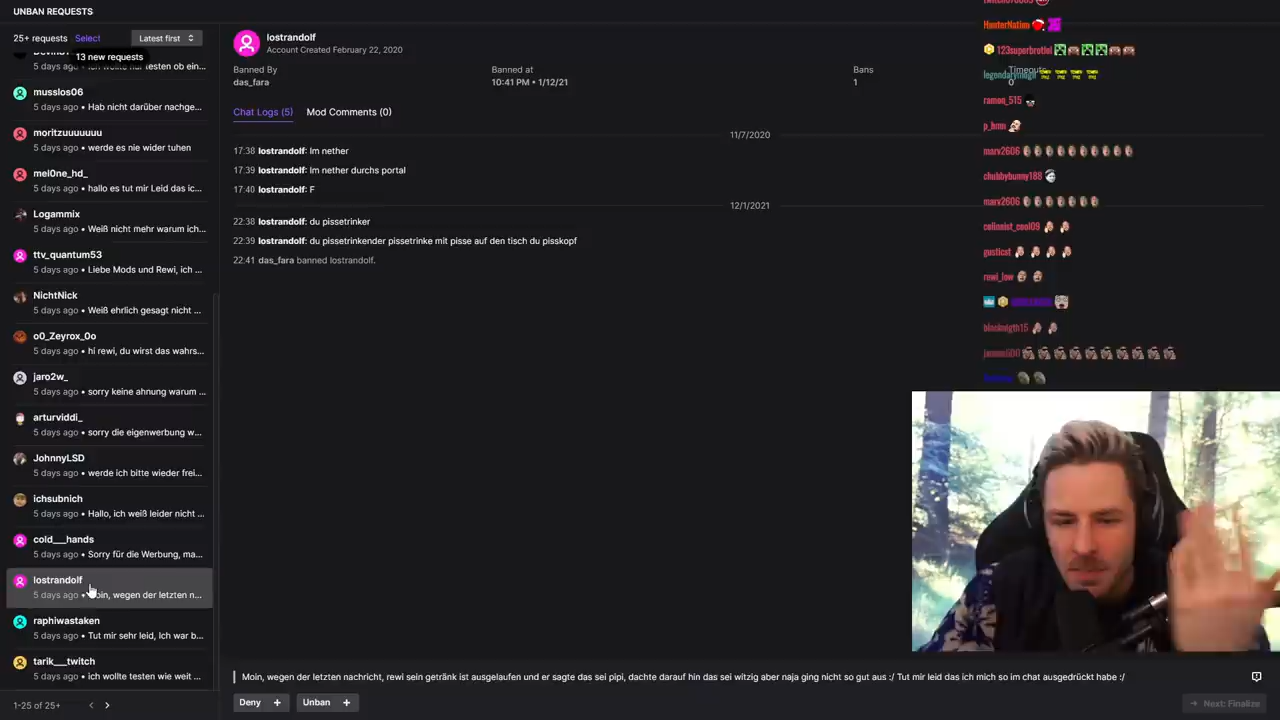 UNBAN REQUESTS
25+ requests Select Latest first
13 new requests
5 days ago • Ich wollte nur testen ob ein...
musslos06
5 days ago • Hab nicht darüber nachge...
moritzuuuuuuu
5 days ago • werde es nie wider tuhen
mei0ne_hd_
5 days ago • hallo es tut mir Leid das ic...
Logammix
5 days ago • Weiß nicht mehr warum ich...
ttv_quantum53
5 days ago • Liebe Mods und Rewi, ich ...
NichtNick
5 days ago • Weiß ehrlich gesagt nicht ...
o0_Zeyrox_0o
5 days ago • hi rewi, du wirst das wahrs...
jaro2w_
5 days ago • sorry keine ahnung warum ...
arturviddi_
5 days ago • sorry die eigenwerbung w...
JohnnyLSD
5 days ago • werde ich bitte wieder frei...
ichsubnich
5 days ago • Hallo, ich weiß leider nicht ...
cold___hands
5 days ago • Sorry für die Werbung, ma...
lostrandolf
5 days ago • oin, wegen der letzten n...
raphiwastaken
5 days ago • Tut mir sehr leid, Ich war b...
tarik___twitch
5 days ago • ich wollte testen wie weit ...
1-25 of 25+
lostrandolf
Account Created February 22, 2020
Banned By
das_fara
Banned at
10:41 PM • 1/12/21
Bans
1
Timeouts
0
Chat Logs (5) Mod Comments (0)
11/7/2020
17:38 lostrandolf: Im nether
17:39 lostrandolf: Im nether durchs portal
17:40 lostrandolf: F
12/1/2021
22:38 lostrandolf: du pissetrinker
22:39 lostrandolf: du pissetrinkender pissetrinke mit pisse auf den tisch du pisskopf
22:41 das_fara banned lostrandolf.
HunterNation
123superbrotiel
ramon_515
marv2606
chubbybunny188
marv2606
colinnist_cool09
gusticat
rewi_low
Moin, wegen der letzten nachricht, rewi sein getränk ist ausgelaufen und er sagte das sei pipi, dachte darauf hin das sei witzig aber naja ging nicht so gut aus :/ Tut mir leid das ich mich so im chat ausgedrückt habe :/
Deny + Unban +
Next: Finalize